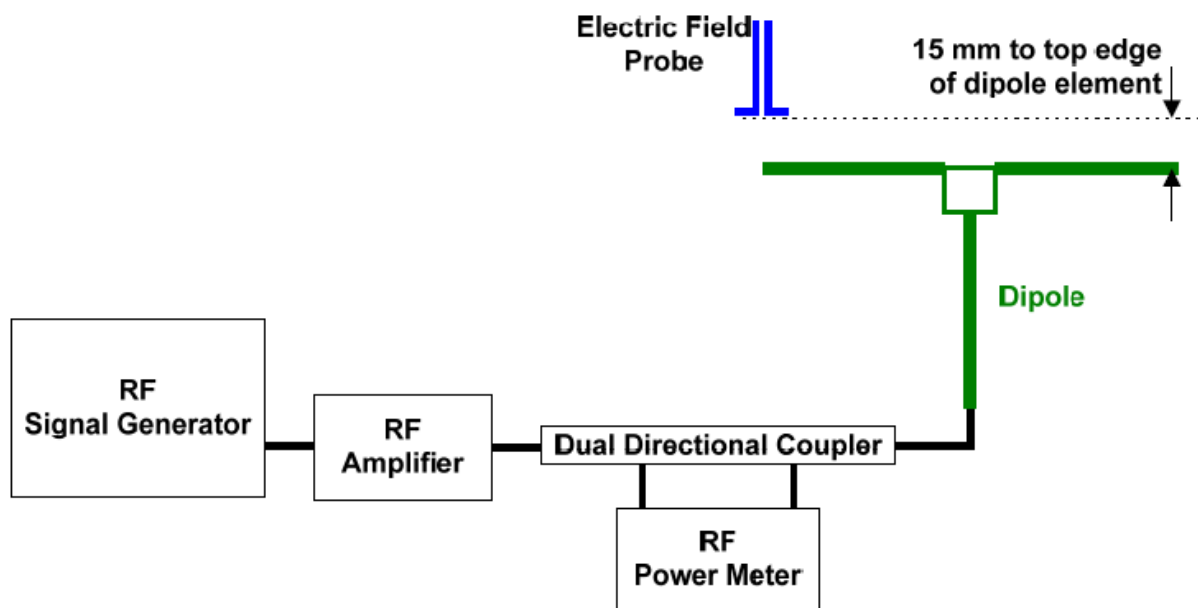 Electric Field
Probe
15 mm to top edge
of dipole element
Dipole
RF
Signal Generator
RF
Amplifier
Dual Directional Coupler
RF
Power Meter